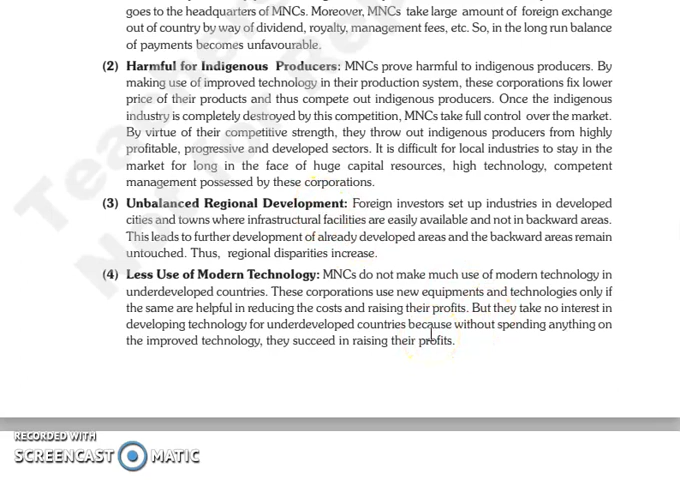 goes to the headquarters of MNCs. Moreover, MNCs take large amount of foreign exchange
out of country by way of dividend, royalty, management fees, etc. So, in the long run balance
of payments becomes unfavourable.
(2) Harmful for Indigenous Producers: MNCs prove harmful to indigenous producers. By
making use of improved technology in their production system, these corporations fix lower
price of their products and thus compete out indigenous producers. Once the indigenous
industry is completely destroyed by this competition, MNCs take full control over the market.
By virtue of their competitive strength, they throw out indigenous producers from highly
profitable, progressive and developed sectors. It is difficult for local industries to stay in the
market for long in the face of huge capital resources, high technology, competent
management possessed by these corporations.
(3) Unbalanced Regional Development: Foreign investors set up industries in developed
cities and towns where infrastructural facilities are easily available and not in backward areas.
This leads to further development of already developed areas and the backward areas remain
untouched. Thus, regional disparities increase.
(4) Less Use of Modern Technology: MNCs do not make much use of modern technology in
underdeveloped countries. These corporations use new equipments and technologies only if
the same are helpful in reducing the costs and raising their profits. But they take no interest in
developing technology for underdeveloped countries because without spending anything on
the improved technology, they succeed in raising their profits.
RECORDED WITH
SCREENCAST MATIC